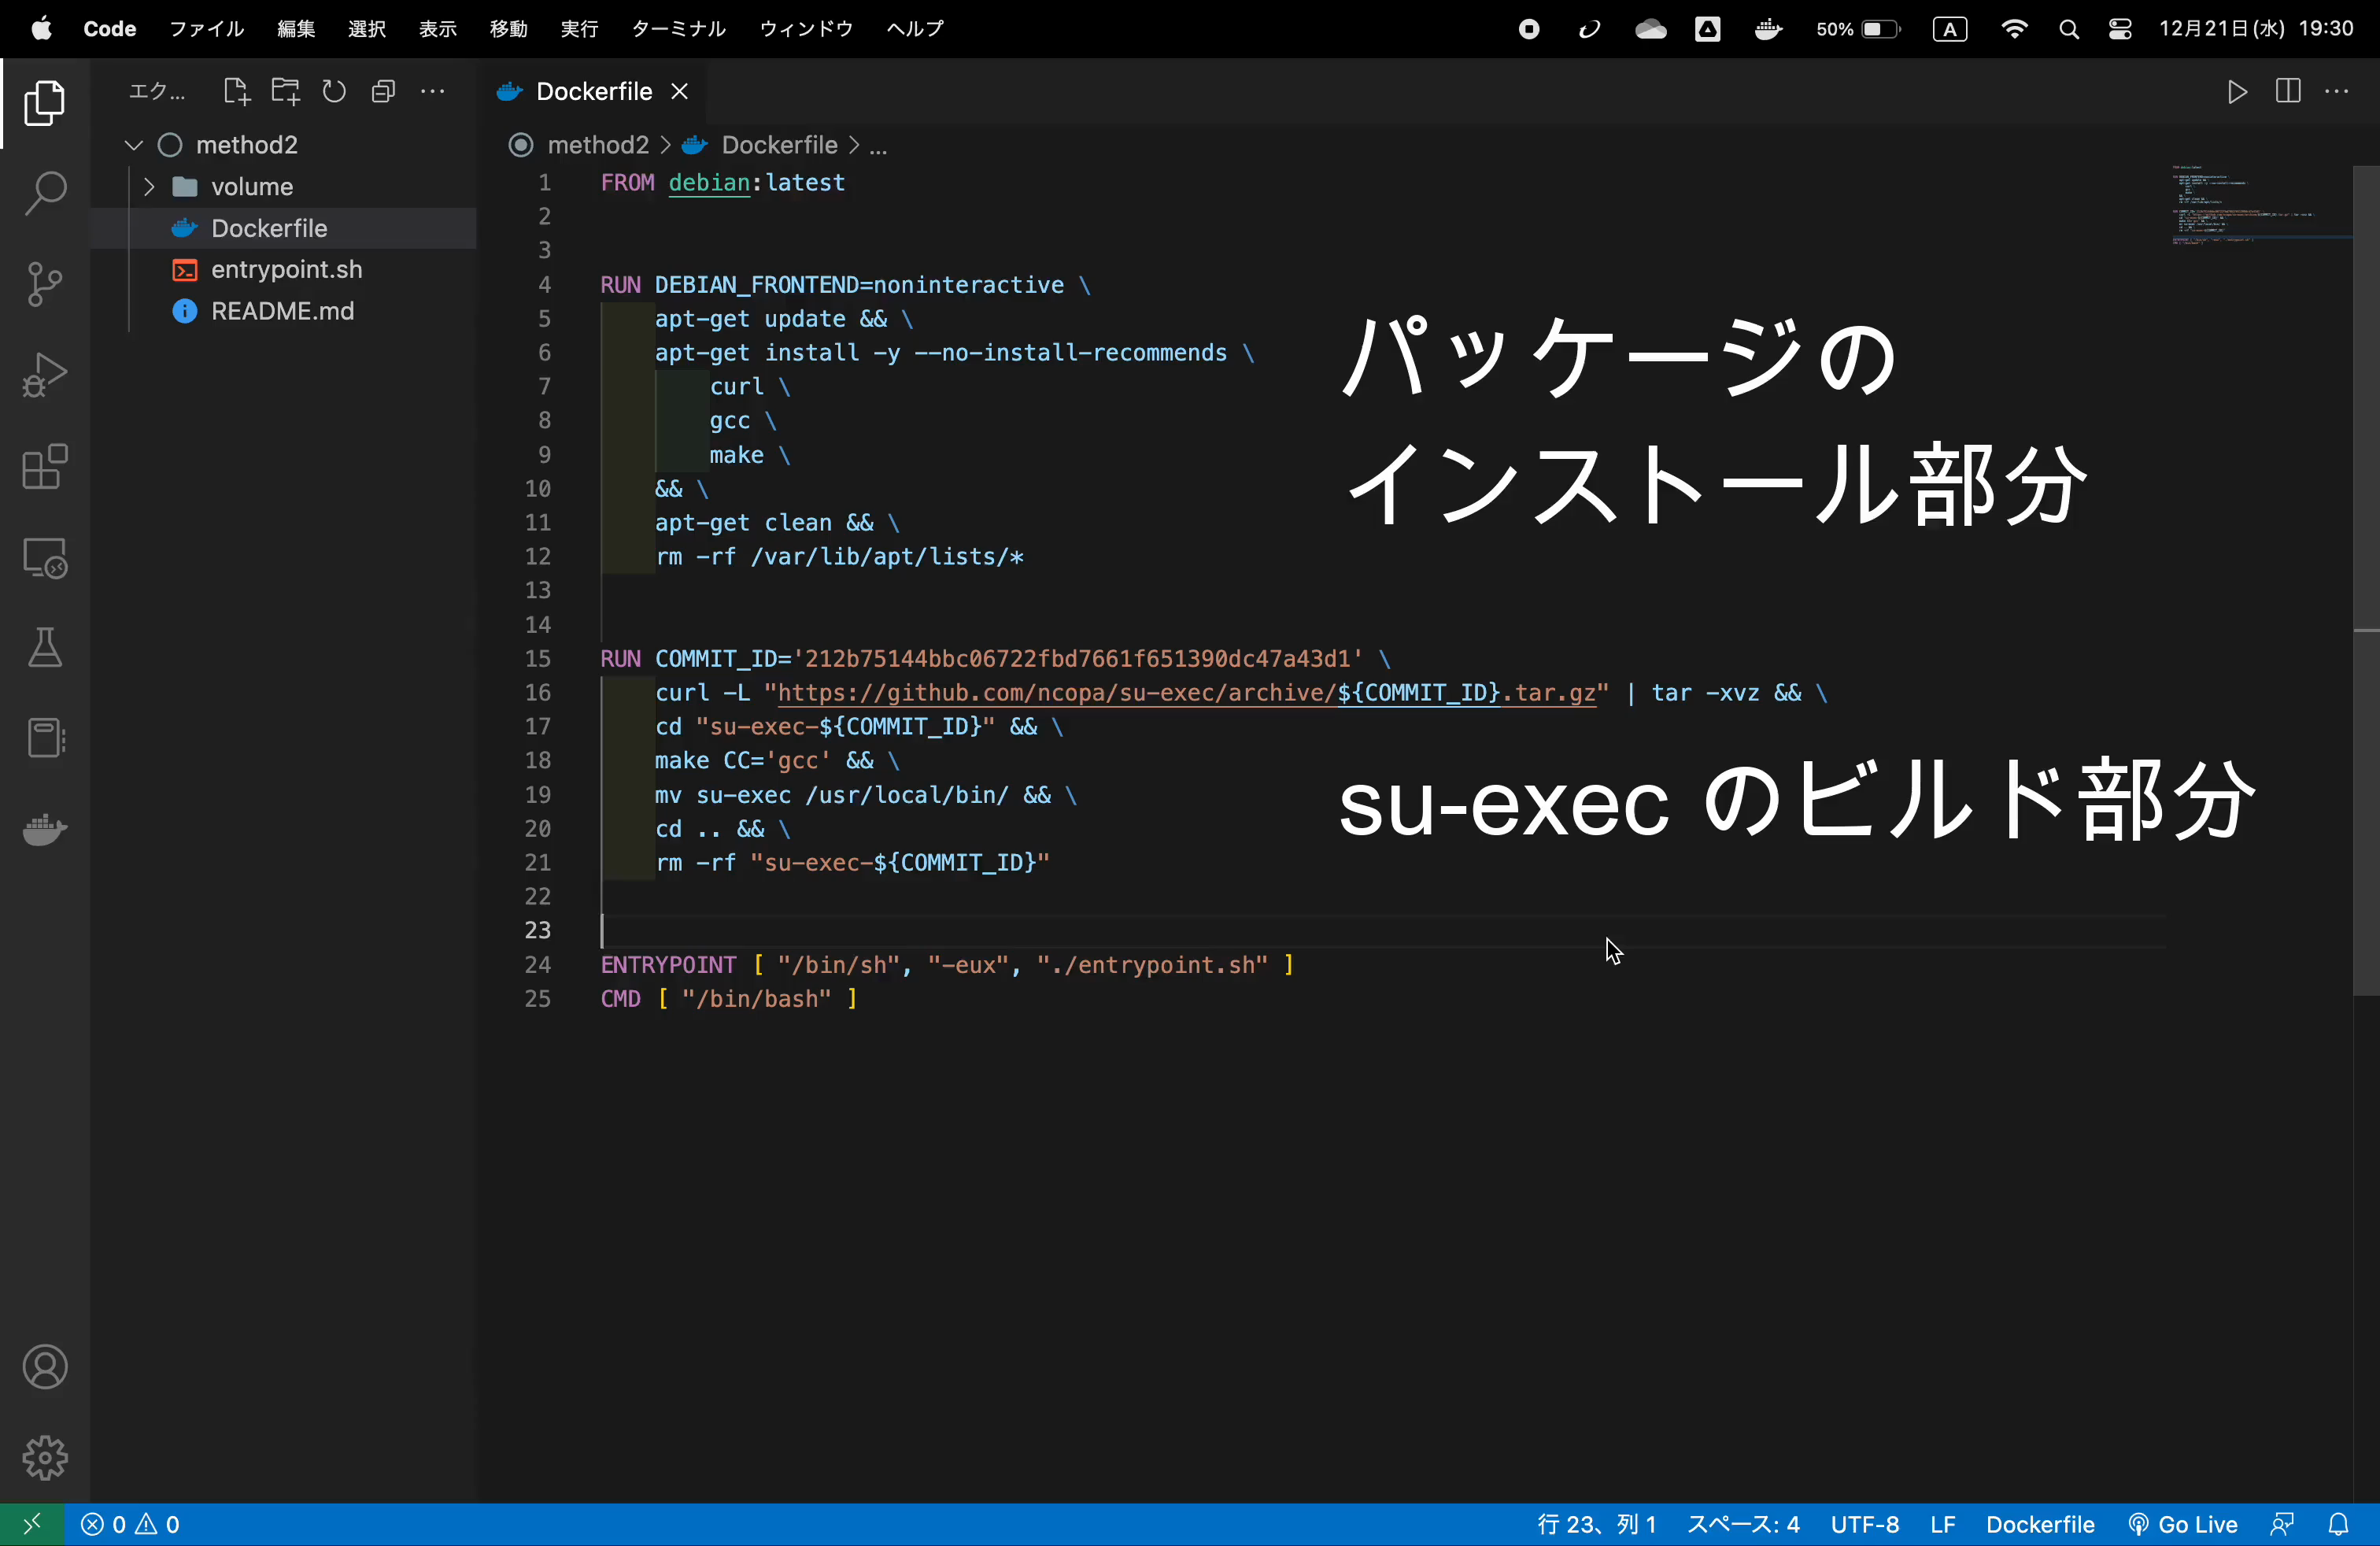 Code ファイル 編集 選択 表示 移動 実行 ターミナル ウィンドウ ヘルプ 50% A 12月21日(水) 19:30
エク... Dockerfile
method2
volume
Dockerfile
entrypoint.sh
README.md
method2 > Dockerfile > ...
1 FROM debian:latest
2
3
4 RUN DEBIAN_FRONTEND=noninteractive \
5 apt-get update && \
6 apt-get install -y --no-install-recommends \
7 curl \
8 gcc \
9 make \
10 && \
11 apt-get clean && \
12 rm -rf /var/lib/apt/lists/*
13
14
15 RUN COMMIT_ID='212b75144bbc06722fbd7661f651390dc47a43d1' \
16 curl -L "https://github.com/ncopa/su-exec/archive/${COMMIT_ID}.tar.gz" | tar -xvz && \
17 cd "su-exec-${COMMIT_ID}" && \
18 make CC='gcc' && \
19 mv su-exec /usr/local/bin/ && \
20 cd .. && \
21 rm -rf "su-exec-${COMMIT_ID}"
22
23
24 ENTRYPOINT [ "/bin/sh", "-eux", "./entrypoint.sh" ]
25 CMD [ "/bin/bash" ]
パッケージの
インストール部分
su-exec のビルド部分
0 0 行 23、列 1 スペース: 4 UTF-8 LF Dockerfile Go Live